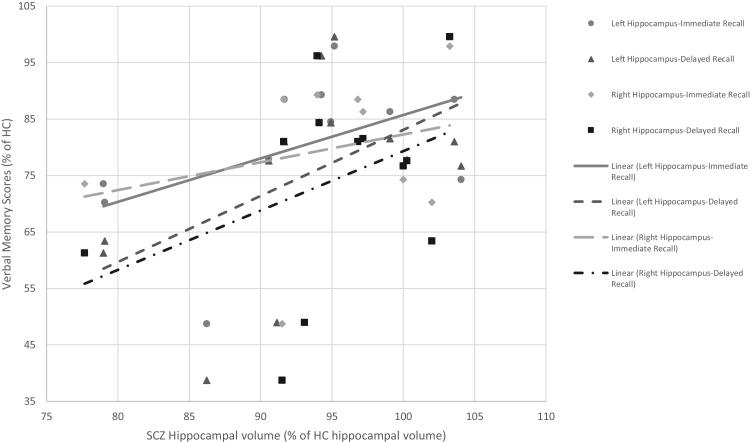 105
95
85
75
65
55
45
35
75
80
85
90
95
100
105
110
Verbal Memory Scores (% of HC)
SCZ Hippocampal volume (% of HC hippocampal volume)
Left Hippocampus-Immediate Recall
Left Hippocampus-Delayed Recall
Right Hippocampus-Immediate Recall
Right Hippocampus-Delayed Recall
Linear (Left Hippocampus-Immediate
Recall)
Linear (Left Hippocampus-Delayed
Recall)
Linear (Right Hippocampus-
Immediate Recall)
Linear (Right Hippocampus-Delayed
Recall)